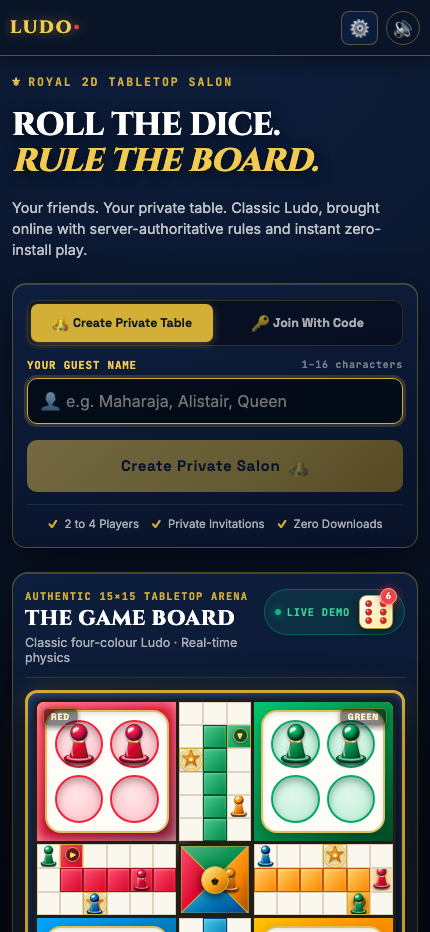 LUDO
⚜ ROYAL 2D TABLETOP SALON
ROLL THE DICE.
RULE THE BOARD.
Your friends. Your private table. Classic Ludo, brought
online with server-authoritative rules and instant zero-
install play.
Create Private Table
Join With Code
YOUR GUEST NAME
1–16 characters
e.g. Maharaja, Alistair, Queen
Create Private Salon
✓ 2 to 4 Players ✓ Private Invitations ✓ Zero Downloads
AUTHENTIC 15×15 TABLETOP ARENA
THE GAME BOARD
Classic four-colour Ludo · Real-time
physics
LIVE DEMO
6
RED
GREEN